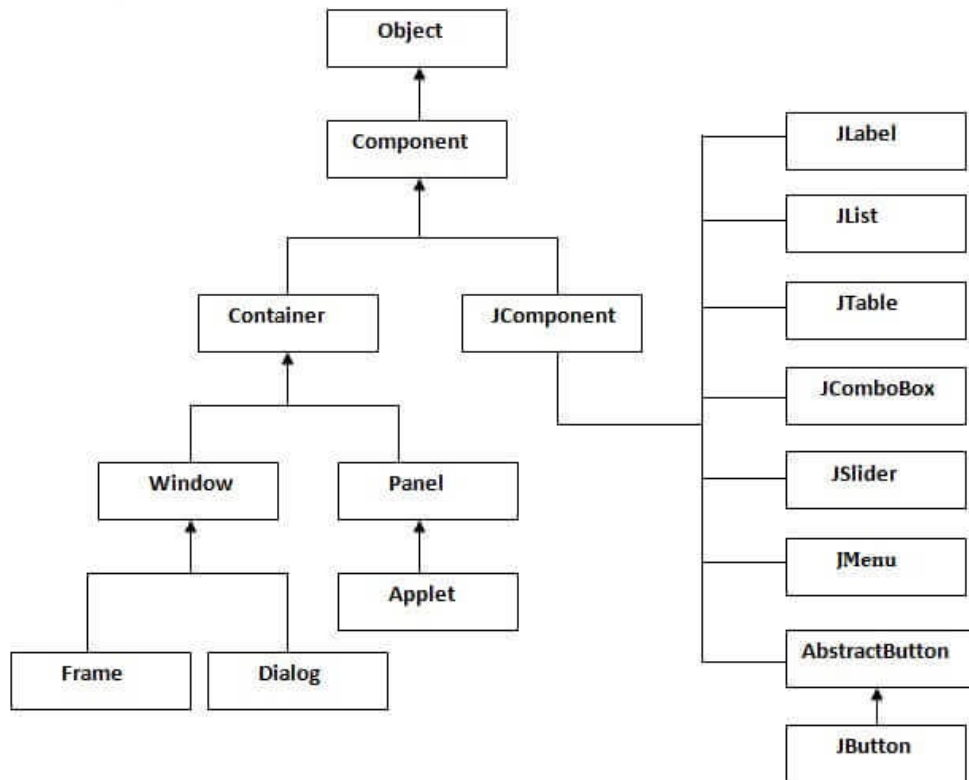 Object
Component
Container
JComponent
Window
Panel
Applet
Frame
Dialog
JLabel
JList
JTable
JComboBox
JSlider
JMenu
AbstractButton
JButton